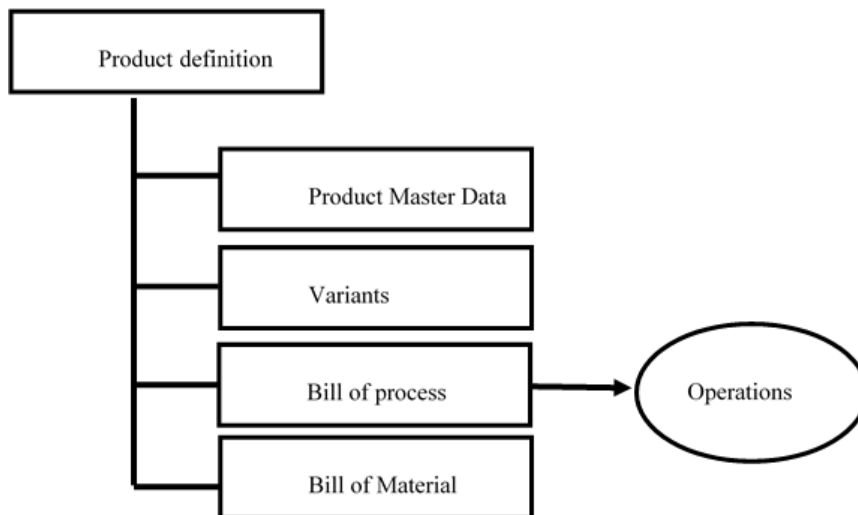 Product definition
Product Master Data
Variants
Bill of process
Operations
Bill of Material